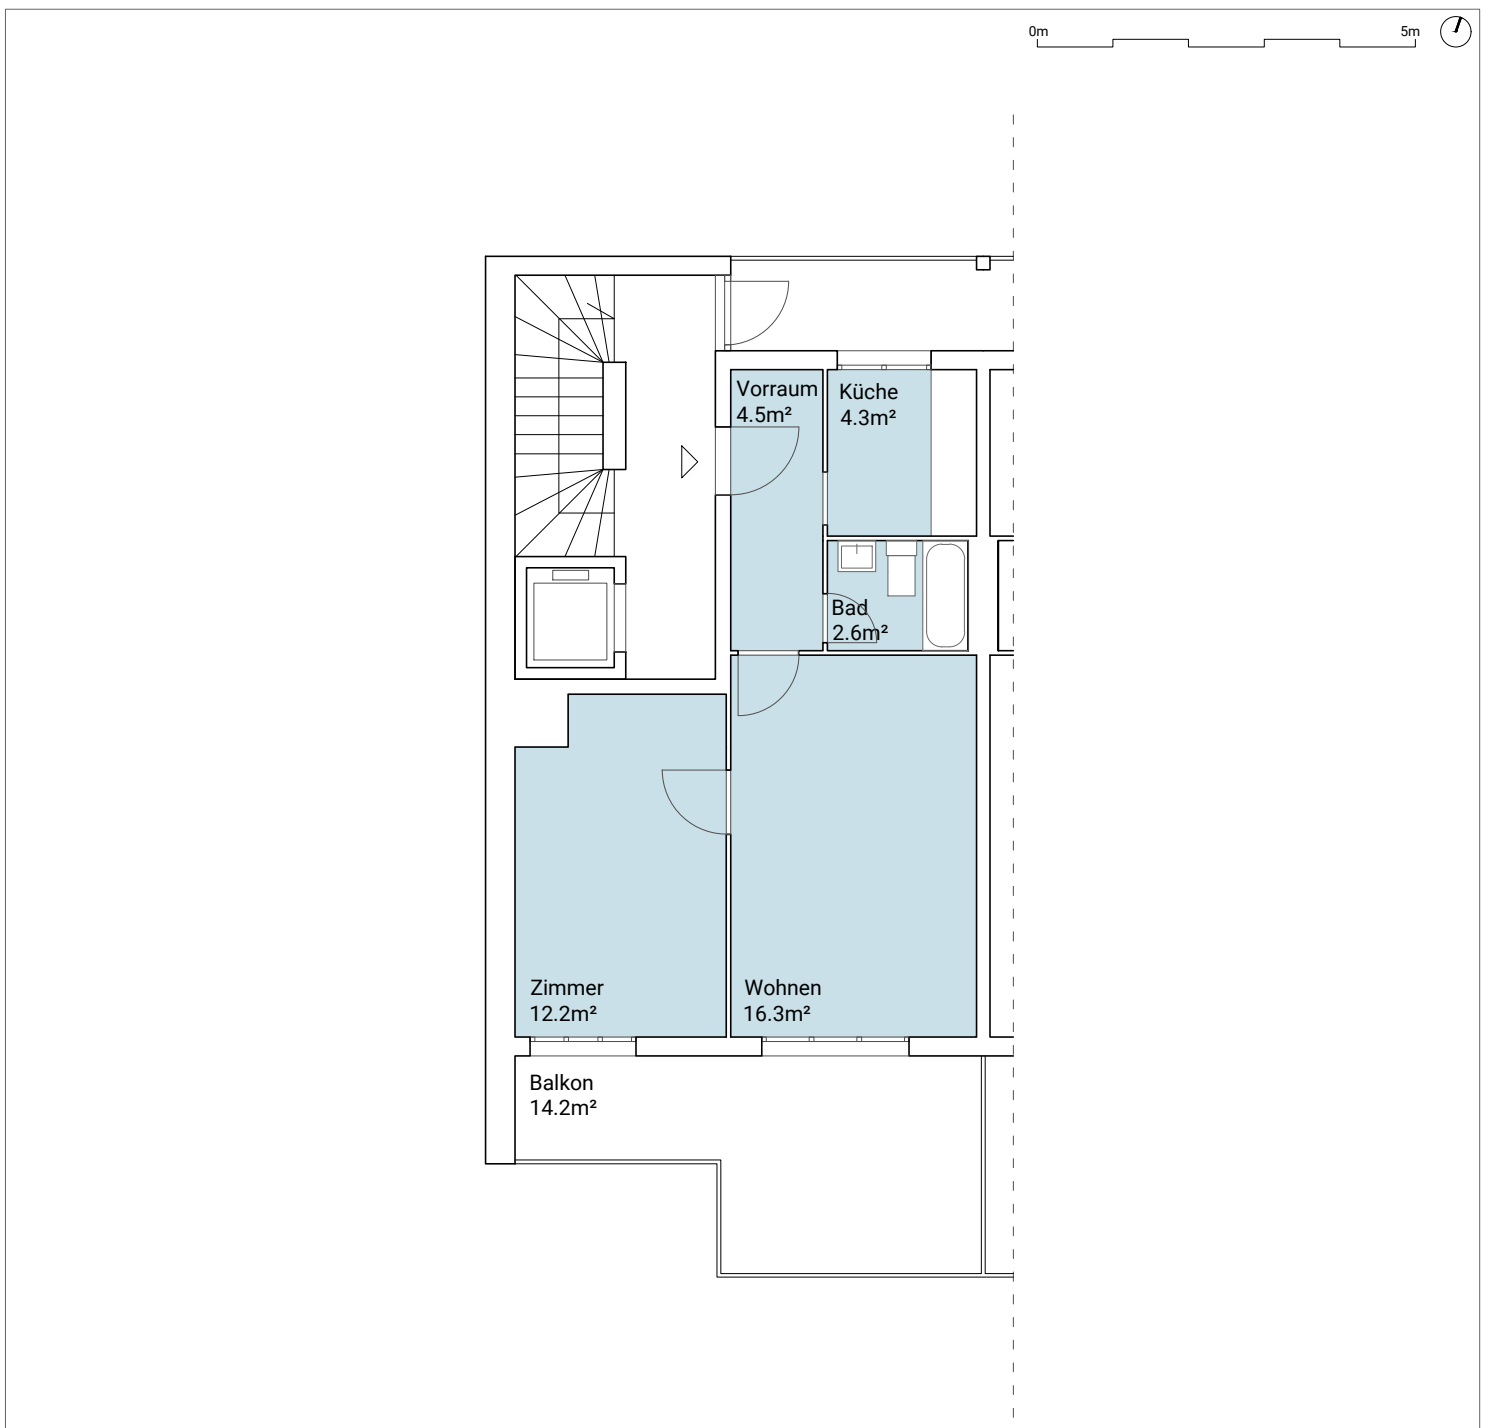 0m
5m
Vorraum
4.5m²
Küche
4.3m²
Bad
2.6m²
Zimmer
12.2m²
Wohnen
16.3m²
Balkon
14.2m²